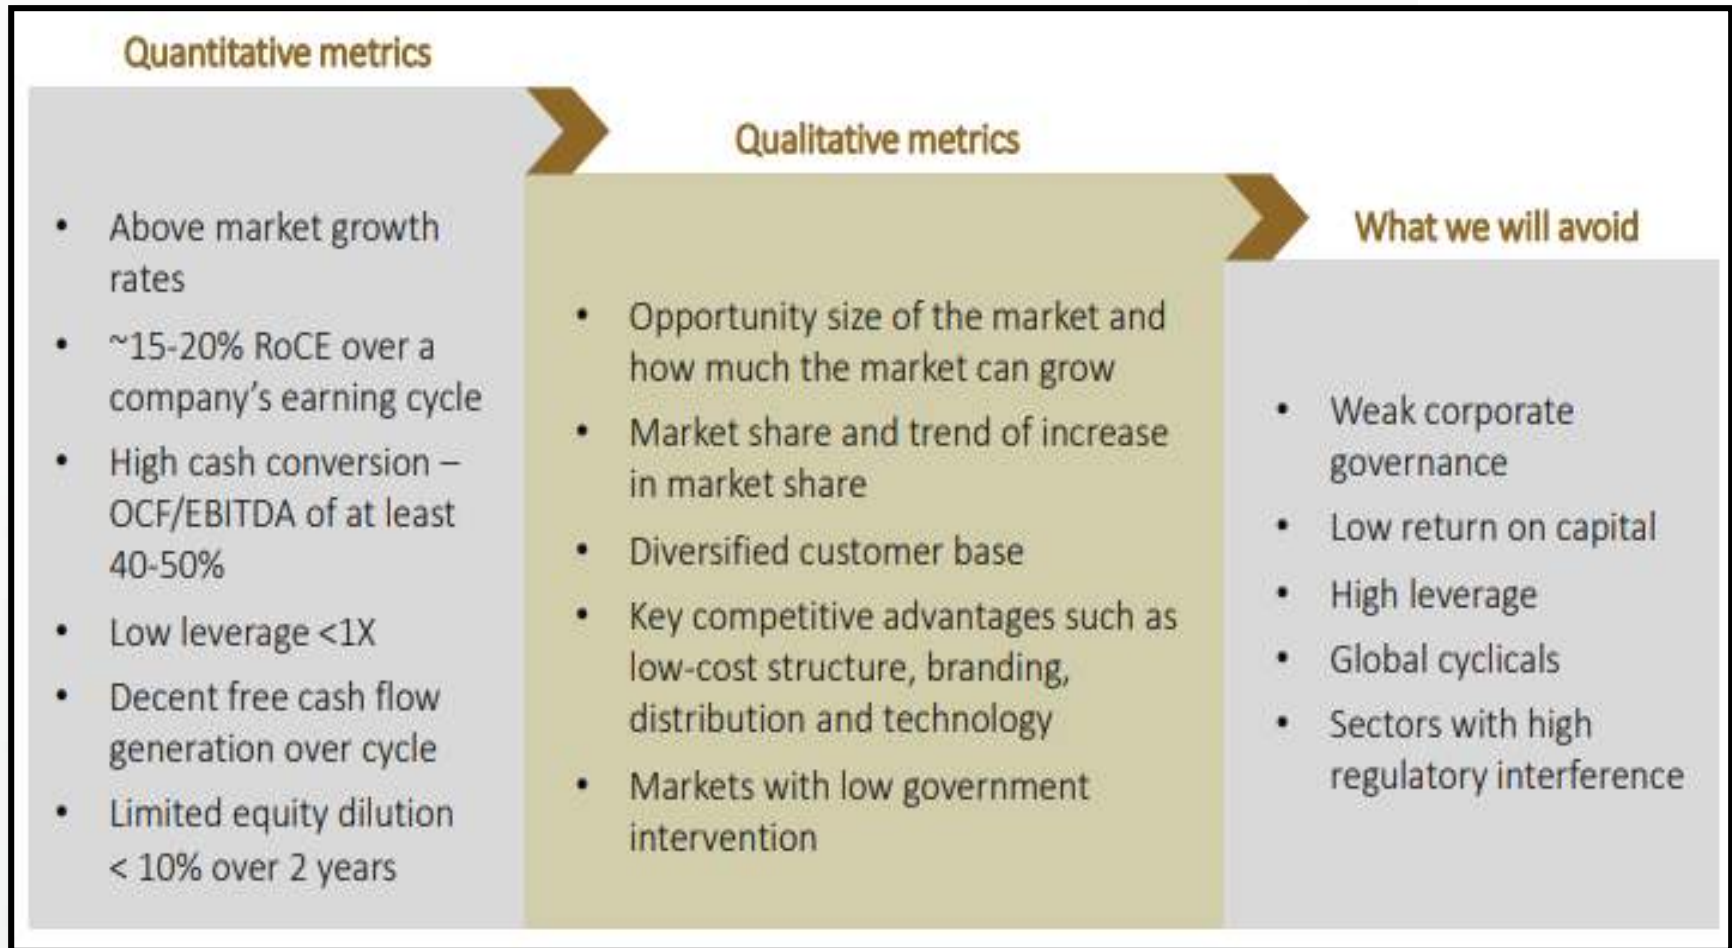 Quantitative metrics
• Above market growth
rates
• ~15-20% RoCE over a
company's earning cycle
• High cash conversion –
OCF/EBITDA of at least
40-50%
• Low leverage <1X
• Decent free cash flow
generation over cycle
• Limited equity dilution
< 10% over 2 years
Qualitative metrics
• Opportunity size of the market and
how much the market can grow
• Market share and trend of increase
in market share
• Diversified customer base
• Key competitive advantages such as
low-cost structure, branding,
distribution and technology
• Markets with low government
intervention
What we will avoid
• Weak corporate
governance
• Low return on capital
• High leverage
• Global cyclicals
• Sectors with high
regulatory interference